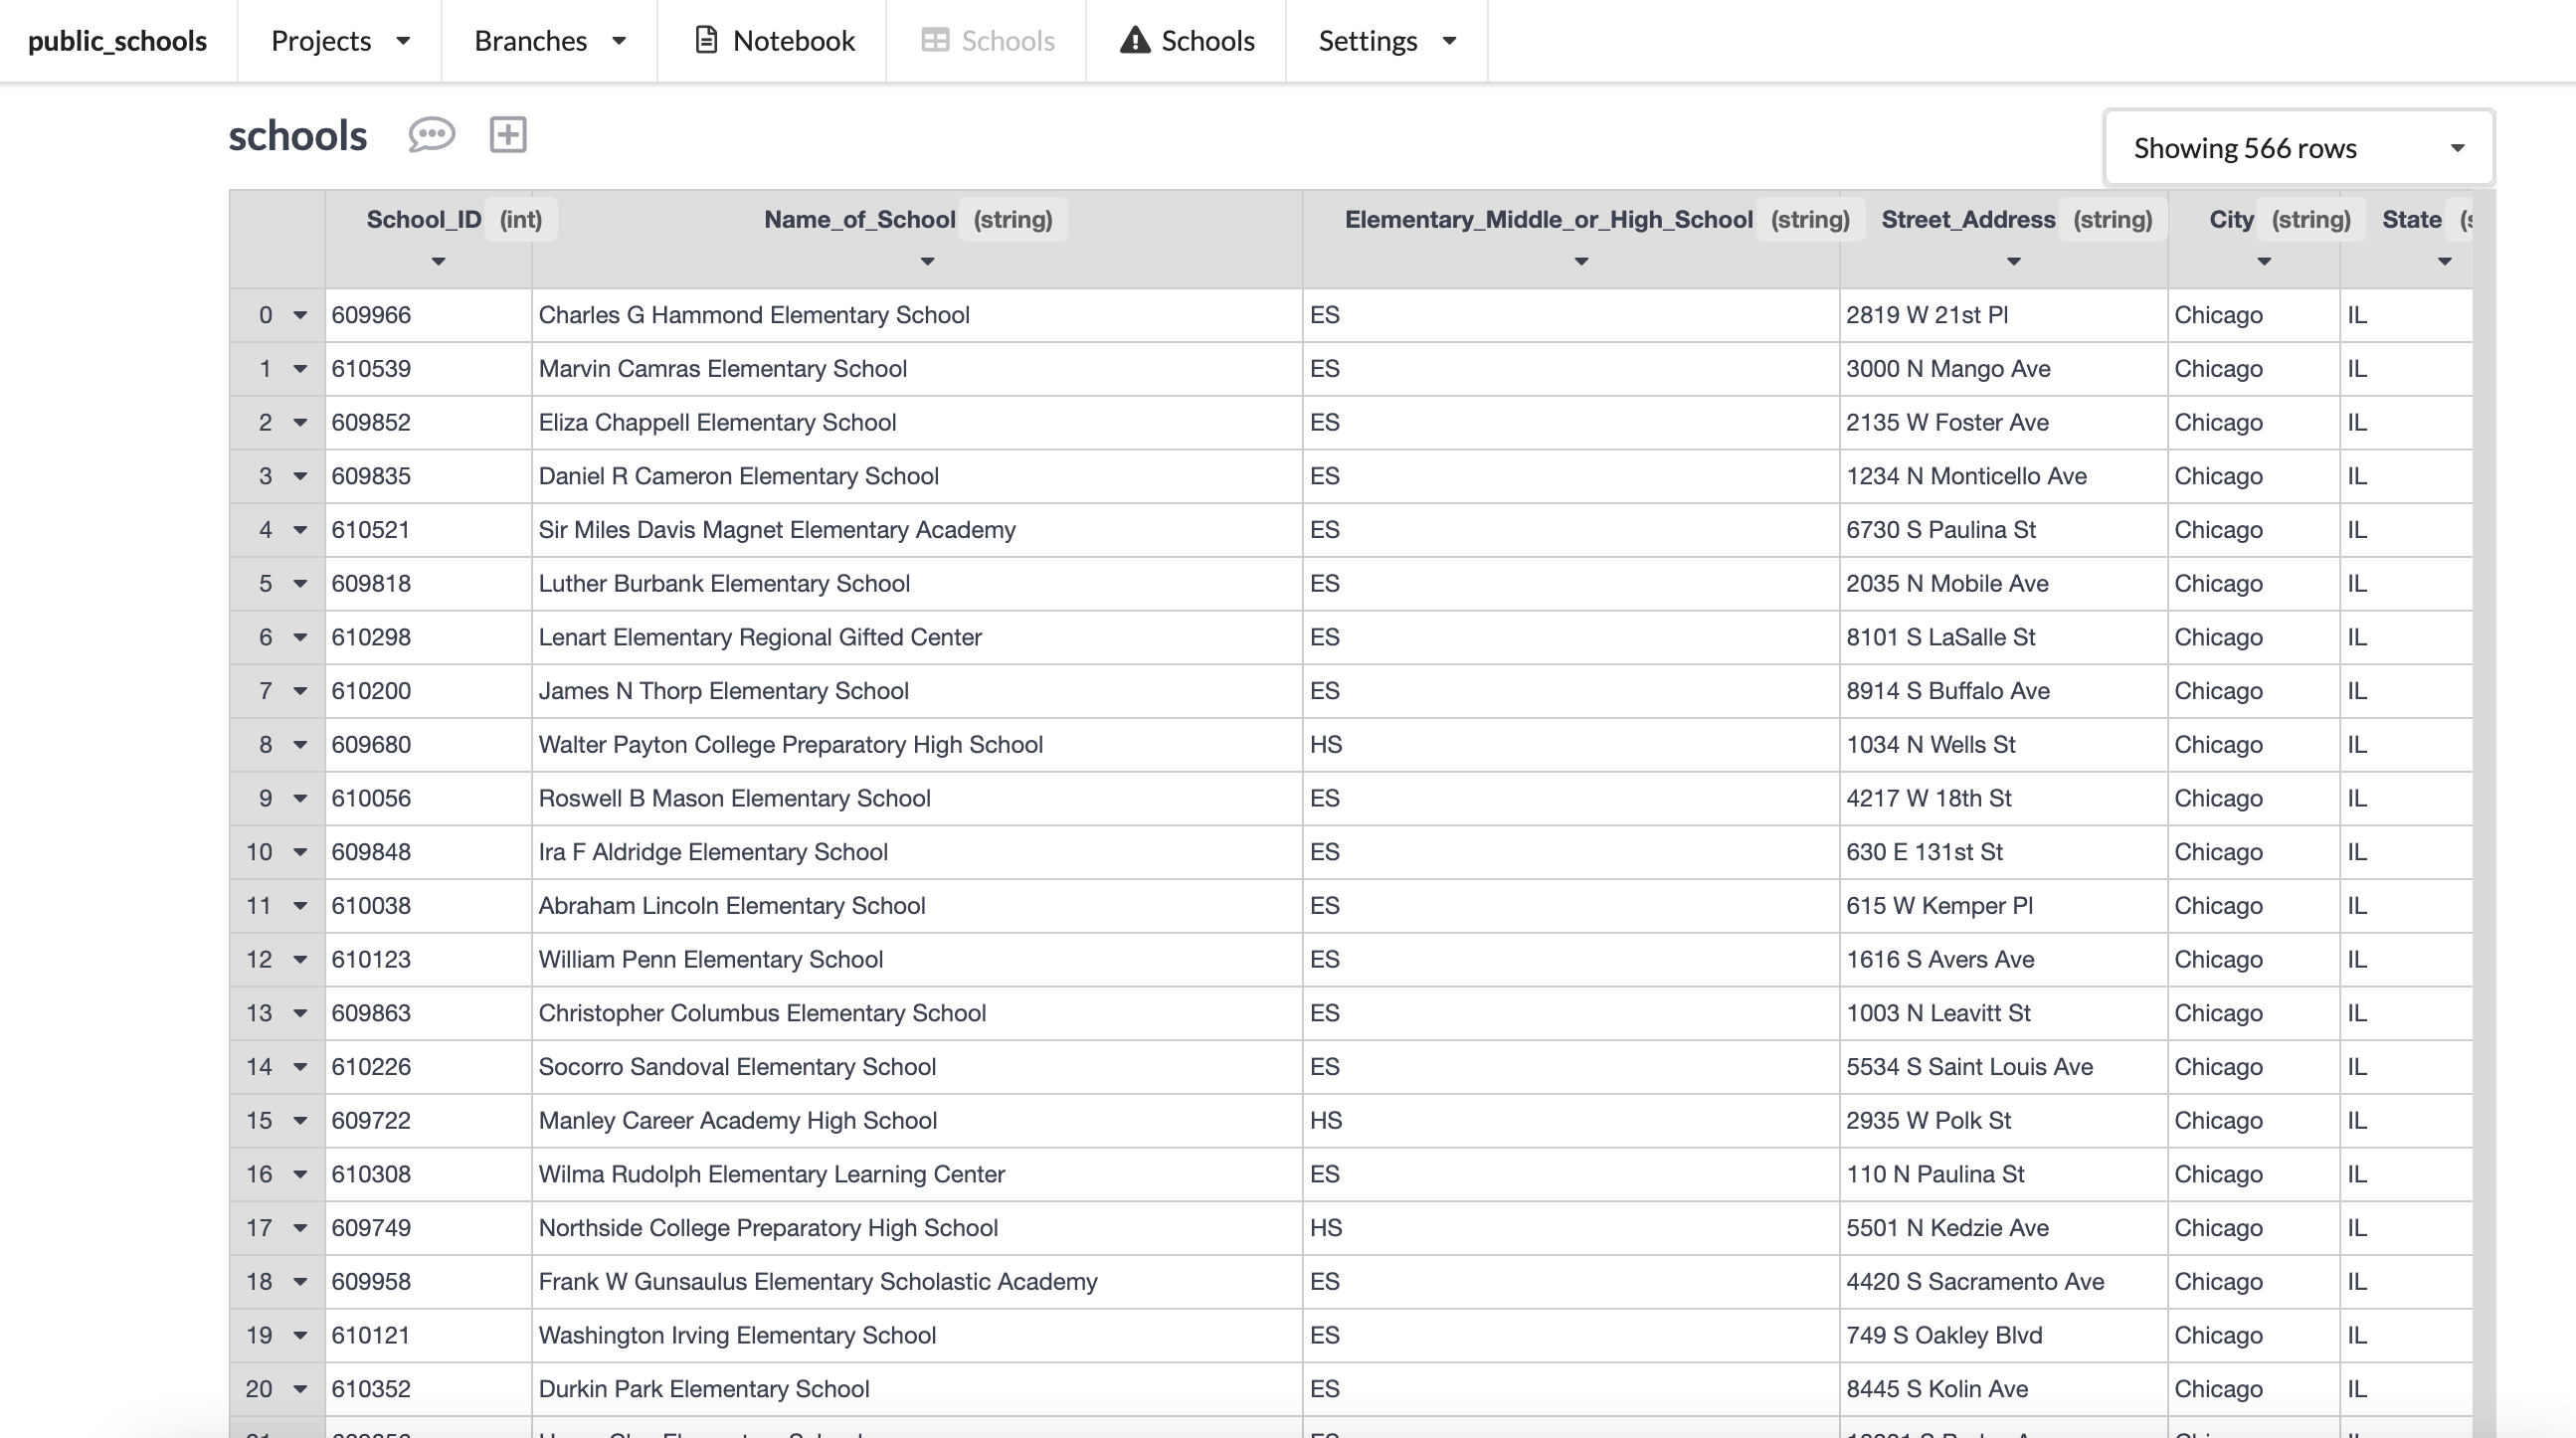 public_schools Projects Branches Notebook Schools Schools Settings
schools Showing 566 rows
School_ID (int) Name_of_School (string) Elementary_Middle_or_High_School (string) Street_Address (string) City (string) State
0 609966 Charles G Hammond Elementary School ES 2819 W 21st Pl Chicago IL
1 610539 Marvin Camras Elementary School ES 3000 N Mango Ave Chicago IL
2 609852 Eliza Chappell Elementary School ES 2135 W Foster Ave Chicago IL
3 609835 Daniel R Cameron Elementary School ES 1234 N Monticello Ave Chicago IL
4 610521 Sir Miles Davis Magnet Elementary Academy ES 6730 S Paulina St Chicago IL
5 609818 Luther Burbank Elementary School ES 2035 N Mobile Ave Chicago IL
6 610298 Lenart Elementary Regional Gifted Center ES 8101 S LaSalle St Chicago IL
7 610200 James N Thorp Elementary School ES 8914 S Buffalo Ave Chicago IL
8 609680 Walter Payton College Preparatory High School HS 1034 N Wells St Chicago IL
9 610056 Roswell B Mason Elementary School ES 4217 W 18th St Chicago IL
10 609848 Ira F Aldridge Elementary School ES 630 E 131st St Chicago IL
11 610038 Abraham Lincoln Elementary School ES 615 W Kemper Pl Chicago IL
12 610123 William Penn Elementary School ES 1616 S Avers Ave Chicago IL
13 609863 Christopher Columbus Elementary School ES 1003 N Leavitt St Chicago IL
14 610226 Socorro Sandoval Elementary School ES 5534 S Saint Louis Ave Chicago IL
15 609722 Manley Career Academy High School HS 2935 W Polk St Chicago IL
16 610308 Wilma Rudolph Elementary Learning Center ES 110 N Paulina St Chicago IL
17 609749 Northside College Preparatory High School HS 5501 N Kedzie Ave Chicago IL
18 609958 Frank W Gunsaulus Elementary Scholastic Academy ES 4420 S Sacramento Ave Chicago IL
19 610121 Washington Irving Elementary School ES 749 S Oakley Blvd Chicago IL
20 610352 Durkin Park Elementary School ES 8445 S Kolin Ave Chicago IL